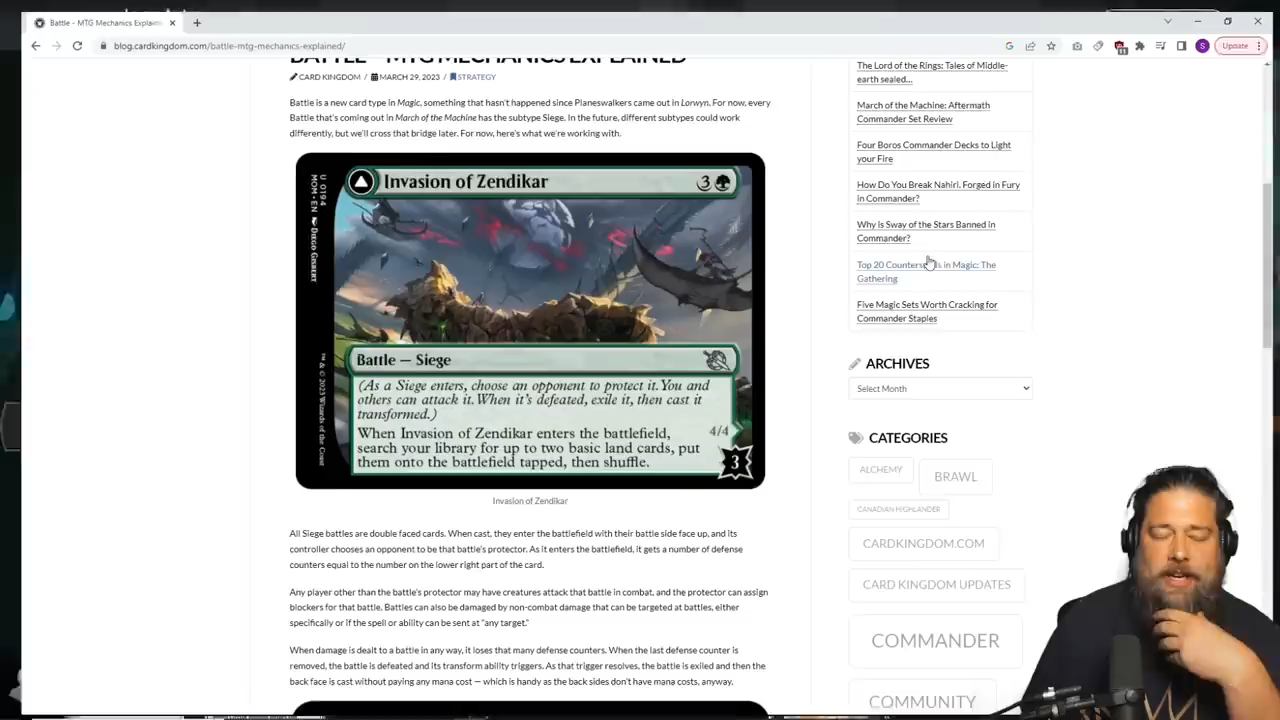 Battle - MTG Mechanics Explain
Update
blog.cardkingdom.com/battle-mtg-mechanics-explained/
BATTLE – MTG MECHANICS EXPLAINED
CARD KINGDOM / MARCH 29, 2023 / STRATEGY
Battle is a new card type in Magic, something that hasn't happened since Planeswalkers came out in Lorwyn. For now, every
Battle that's coming out in March of the Machine has the subtype Siege. In the future, different subtypes could work
differently, but we'll cross that bridge later. For now, here's what we're working with.
Invasion of Zendikar
3
U 0194
MOM • EN DIEGO GISBERT
™ & © 2023 Wizards of the Coast
Battle — Siege
(As a Siege enters, choose an opponent to protect it. You and
others can attack it. When it's defeated, exile it, then cast it
transformed.)
When Invasion of Zendikar enters the battlefield,
search your library for up to two basic land cards, put
them onto the battlefield tapped, then shuffle.
4/4
3
Invasion of Zendikar
All Siege battles are double faced cards. When cast, they enter the battlefield with their battle side face up, and its
controller chooses an opponent to be that battle's protector. As it enters the battlefield, it gets a number of defense
counters equal to the number on the lower right part of the card.
Any player other than the battle's protector may have creatures attack that battle in combat, and the protector can assign
blockers for that battle. Battles can also be damaged by non-combat damage that can be targeted at battles, either
specifically or if the spell or ability can be sent at "any target."
When damage is dealt to a battle in any way, it loses that many defense counters. When the last defense counter is
removed, the battle is defeated and its transform ability triggers. As that trigger resolves, the battle is exiled and then the
back face is cast without paying any mana cost — which is handy as the back sides don't have mana costs, anyway.
The Lord of the Rings: Tales of Middle-
earth sealed...
March of the Machine: Aftermath
Commander Set Review
Four Boros Commander Decks to Light
your Fire
How Do You Break Nahiri, Forged in Fury
in Commander?
Why is Sway of the Stars Banned in
Commander?
Top 20 Counters ls in Magic: The
Gathering
Five Magic Sets Worth Cracking for
Commander Staples
ARCHIVES
Select Month
CATEGORIES
ALCHEMY
BRAWL
CANADIAN HIGHLANDER
CARDKINGDOM.COM
CARD KINGDOM UPDATES
COMMANDER
COMMUNITY